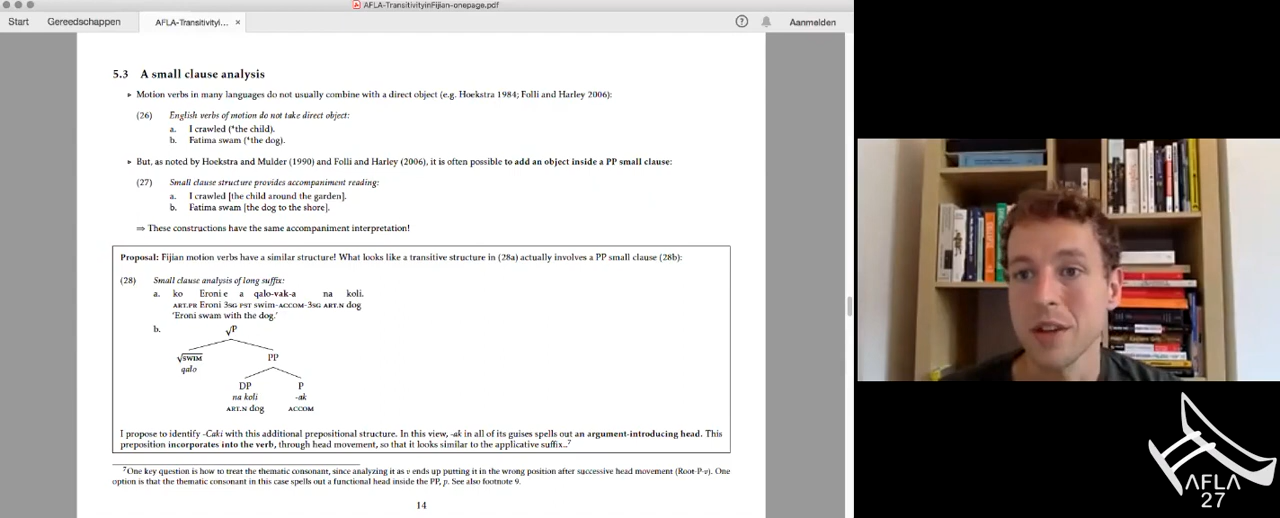 AFLA-TransitivityinFijian-onepage.pdf
Start Gereedschappen AFLA-TransitivityI... × Aanmelden
5.3 A small clause analysis
▸ Motion verbs in many languages do not usually combine with a direct object (e.g. Hoekstra 1984; Folli and Harley 2006):
(26) English verbs of motion do not take direct object:
a. I crawled (*the child).
b. Fatima swam (*the dog).
▸ But, as noted by Hoekstra and Mulder (1990) and Folli and Harley (2006), it is often possible to add an object inside a PP small clause:
(27) Small clause structure provides accompaniment reading:
a. I crawled [the child around the garden].
b. Fatima swam [the dog to the shore].
⇒ These constructions have the same accompaniment interpretation!
Proposal: Fijian motion verbs have a similar structure! What looks like a transitive structure in (28a) actually involves a PP small clause (28b):
(28) Small clause analysis of long suffix:
a. ko Eroni e a qalo-vak-a na koli.
ART.PR Eroni 3SG PST swim-ACCOM-3SG ART.N dog
'Eroni swam with the dog.'
b. √P
√SWIM PP
qalo
DP P
na koli -ak
ART.N dog ACCOM
I propose to identify -Caki with this additional prepositional structure. In this view, -ak in all of its guises spells out an argument-introducing head. This
preposition incorporates into the verb, through head movement, so that it looks similar to the applicative suffix..⁷
⁷One key question is how to treat the thematic consonant, since analyzing it as v ends up putting it in the wrong position after successive head movement (Root-P-v). One
option is that the thematic consonant in this case spells out a functional head inside the PP, p. See also footnote 9.
14
AFLA
27